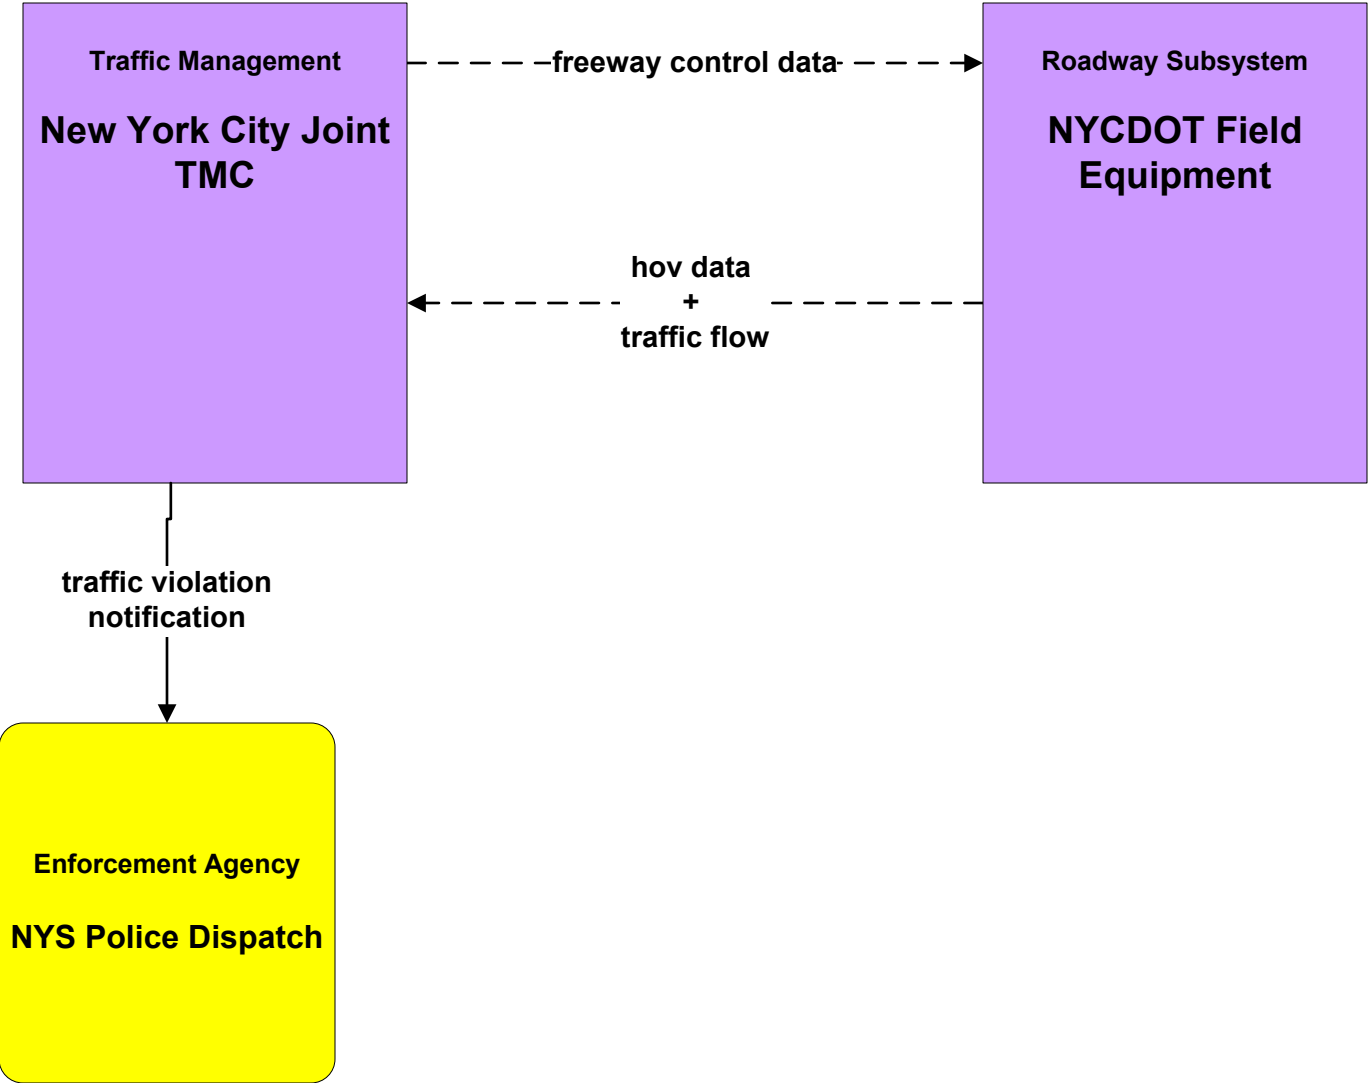 Traffic Management
New York City Joint
TMC
freeway control data
Roadway Subsystem
NYCDOT Field
Equipment
hov data
+
traffic flow
traffic violation
notification
Enforcement Agency
NYS Police Dispatch